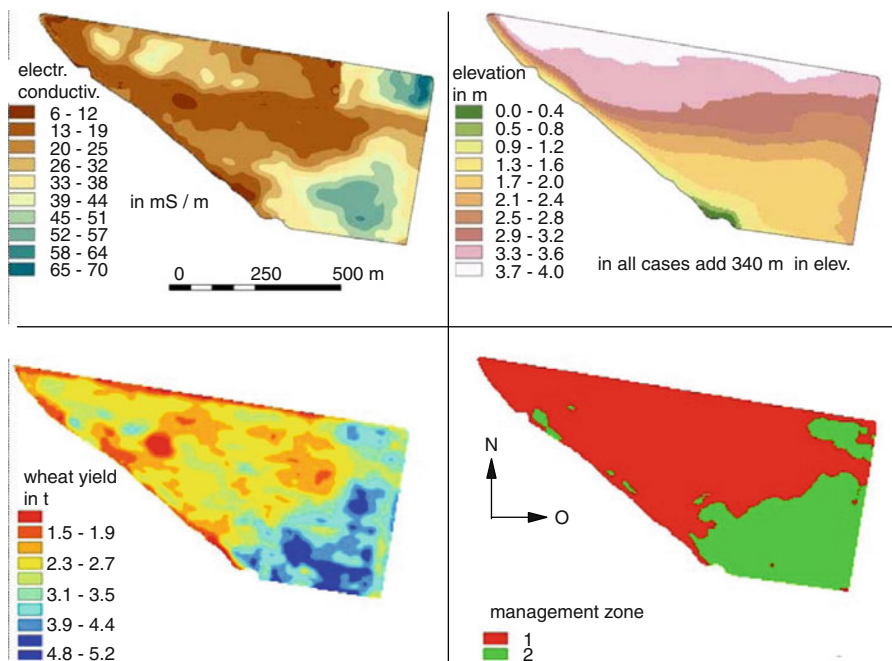 electr.
conductiv.
6 - 12
13 - 19
20 - 25
26 - 32
33 - 38
39 - 44
45 - 51
52 - 57
58 - 64
65 - 70
in mS / m
0 250 500 m
elevation
in m
0.0 - 0.4
0.5 - 0.8
0.9 - 1.2
1.3 - 1.6
1.7 - 2.0
2.1 - 2.4
2.5 - 2.8
2.9 - 3.2
3.3 - 3.6
3.7 - 4.0
in all cases add 340 m in elev.
wheat yield
in t
1.5 - 1.9
2.3 - 2.7
3.1 - 3.5
3.9 - 4.4
4.8 - 5.2
N
O
management zone
1
2